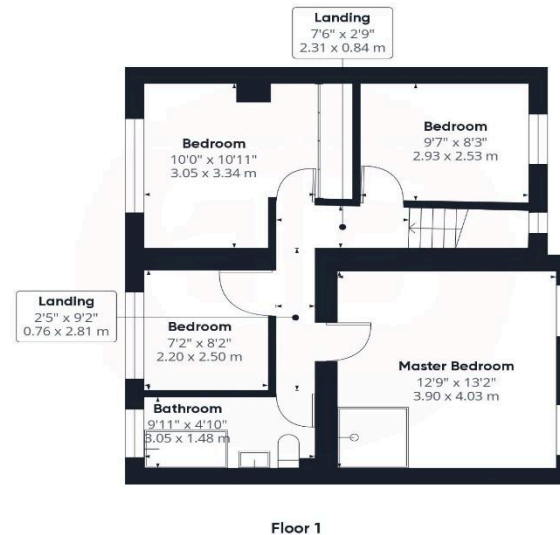 Landing
7'6" x 2'9"
2.31 x 0.84 m
Bedroom
10'0" x 10'11"
3.05 x 3.34 m
Bedroom
9'7" x 8'3"
2.93 x 2.53 m
Landing
2'5" x 9'2"
0.76 x 2.81 m
Bedroom
7'2" x 8'2"
2.20 x 2.50 m
Master Bedroom
12'9" x 13'2"
3.90 x 4.03 m
Bathroom
9'11" x 4'10"
3.05 x 1.48 m
Floor 1